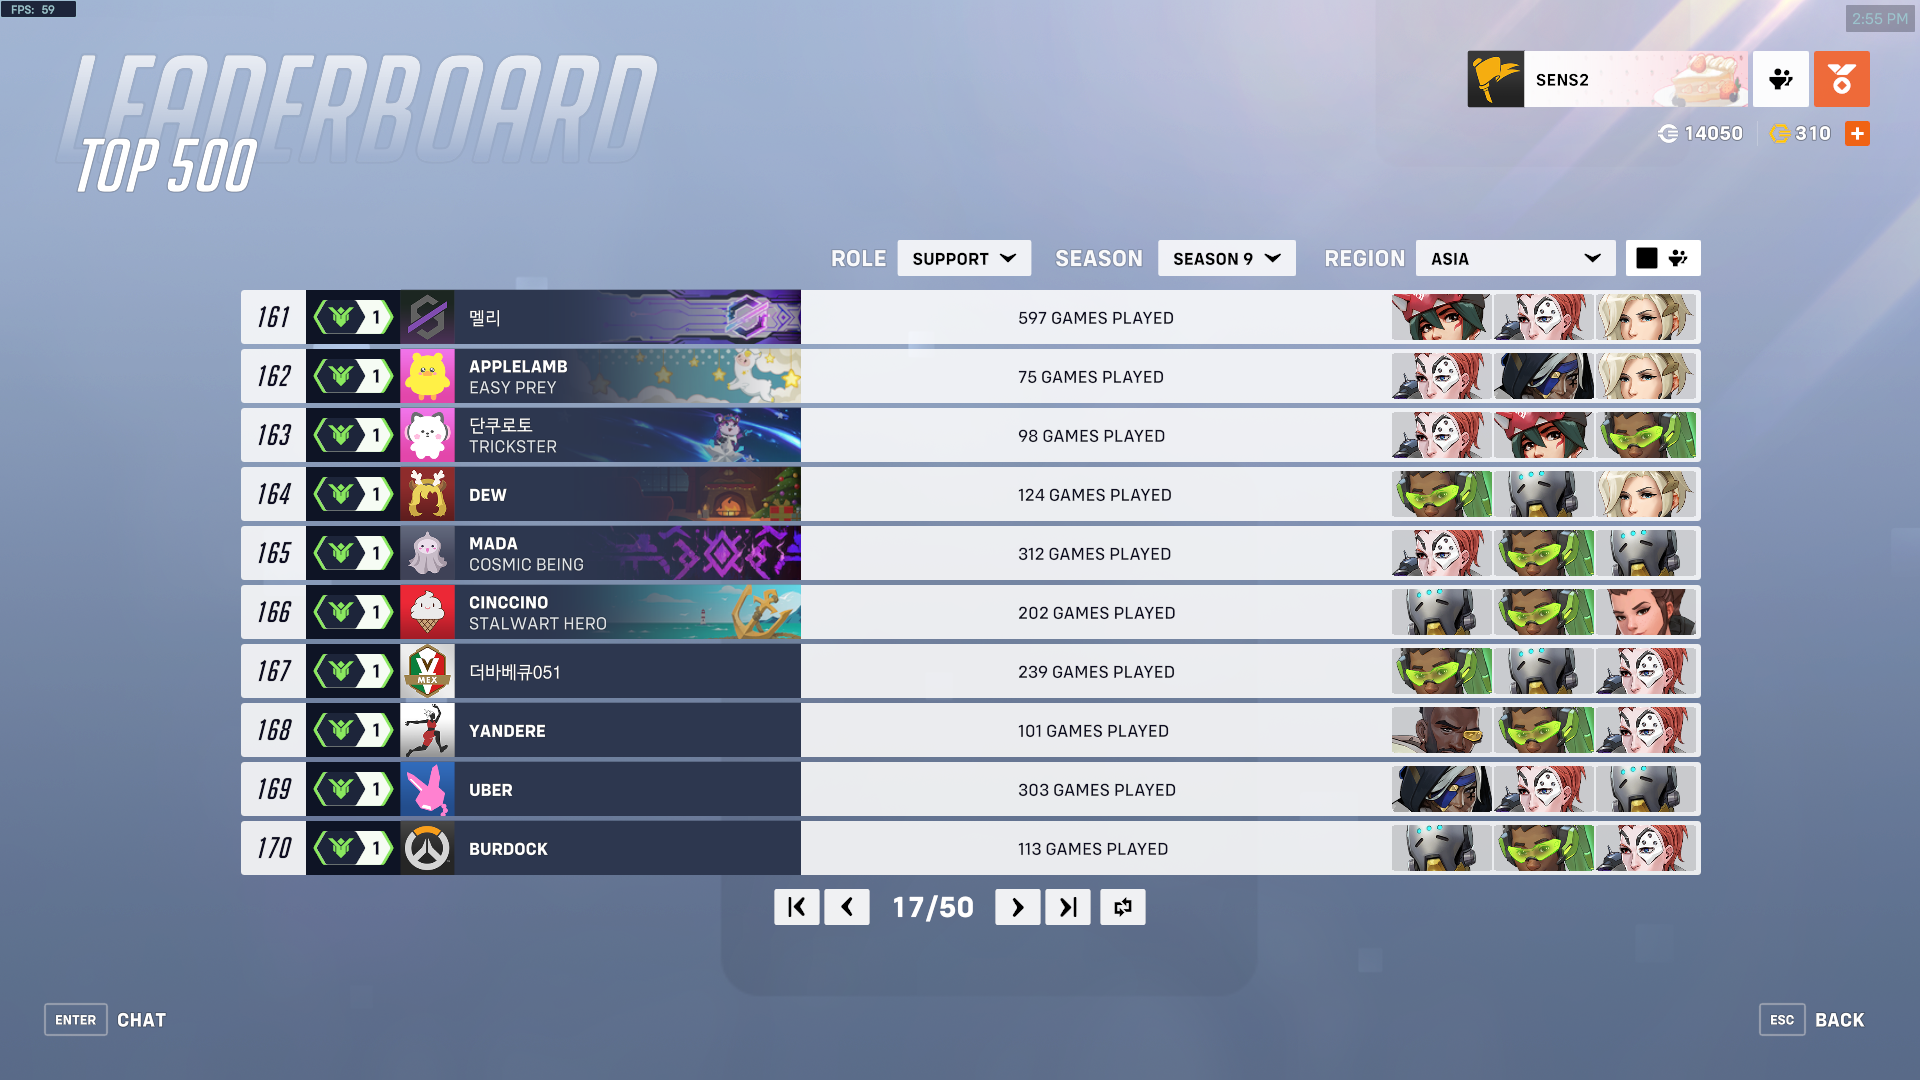 FPS: 59
2:55 PM
LEADERBOARD
TOP 500
SENS2
14050
310
ROLE SUPPORT SEASON SEASON 9 REGION ASIA
161 1 멜리 597 GAMES PLAYED
162 1 APPLELAMB 75 GAMES PLAYED
EASY PREY
163 1 단쿠로토 98 GAMES PLAYED
TRICKSTER
164 1 DEW 124 GAMES PLAYED
165 1 MADA 312 GAMES PLAYED
COSMIC BEING
166 1 CINCCINO 202 GAMES PLAYED
STALWART HERO
167 1 MEX 더바베큐051 239 GAMES PLAYED
168 1 YANDERE 101 GAMES PLAYED
169 1 UBER 303 GAMES PLAYED
170 1 BURDOCK 113 GAMES PLAYED
17/50
ENTER CHAT
ESC BACK